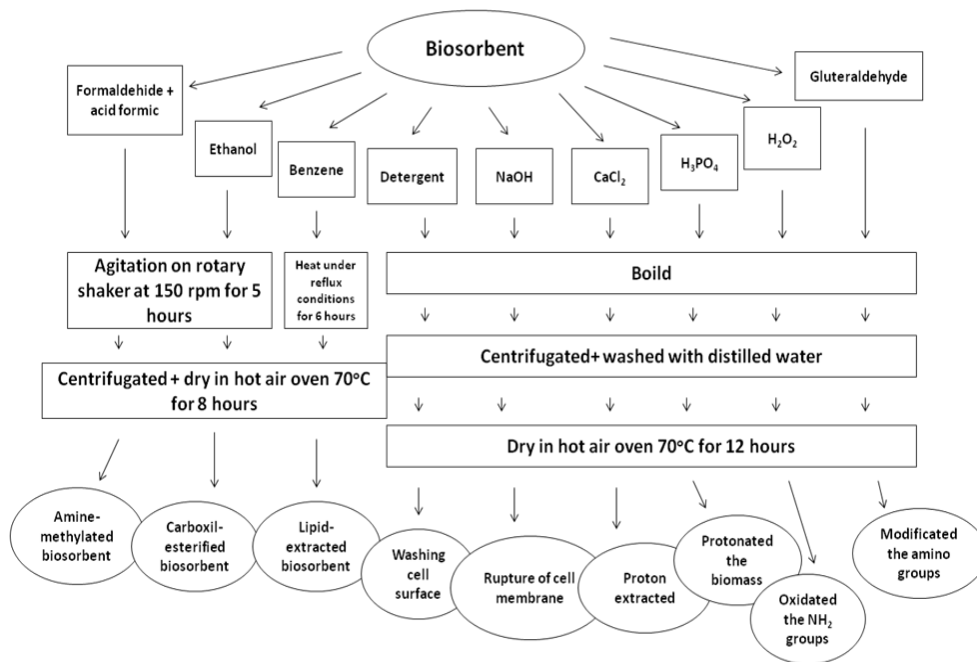 Biosorbent
Formaldehide +
acid formic
Ethanol
Benzene
Detergent
NaOH
CaCl₂
H₃PO₄
H₂O₂
Gluteraldehyde
Agitation on rotary
shaker at 150 rpm for 5
hours
Heat under
reflux
conditions
for 6 hours
Boild
Centrifugated + dry in hot air oven 70°C
for 8 hours
Centrifugated+ washed with distilled water
Dry in hot air oven 70°C for 12 hours
Amine-
methylated
biosorbent
Carboxil-
esterified
biosorbent
Lipid-
extracted
biosorbent
Washing
cell
surface
Rupture of cell
membrane
Proton
extracted
Protonated
the
biomass
Oxidated
the NH₂
groups
Modificated
the amino
groups